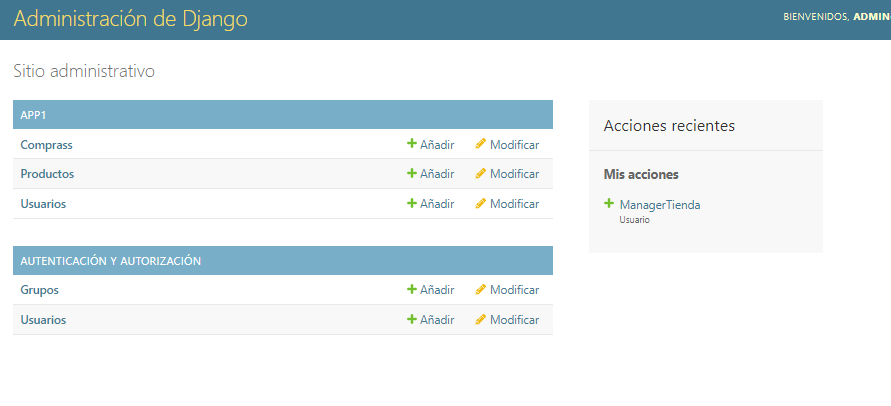 Administración de Django
BIENVENIDOS, ADMIN
Sitio administrativo
APP1
Comprass Añadir Modificar
Productos Añadir Modificar
Usuarios Añadir Modificar
AUTENTICACIÓN Y AUTORIZACIÓN
Grupos Añadir Modificar
Usuarios Añadir Modificar
Acciones recientes
Mis acciones
ManagerTienda
Usuario